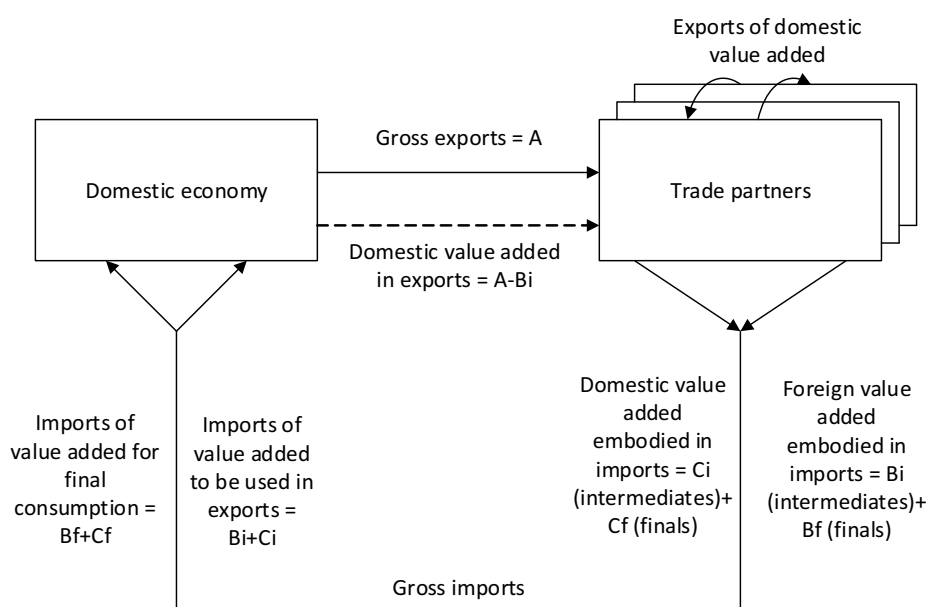 Exports of domestic
value added
Gross exports = A
Domestic economy
Trade partners
Domestic value added
in exports = A-Bi
Imports of
value added for
final
consumption =
Bf+Cf
Imports of
value added
to be used in
exports =
Bi+Ci
Domestic value
added
embodied in
imports = Ci
(intermediates)+
Cf (finals)
Foreign value
added
embodied in
imports = Bi
(intermediates)+
Bf (finals)
Gross imports